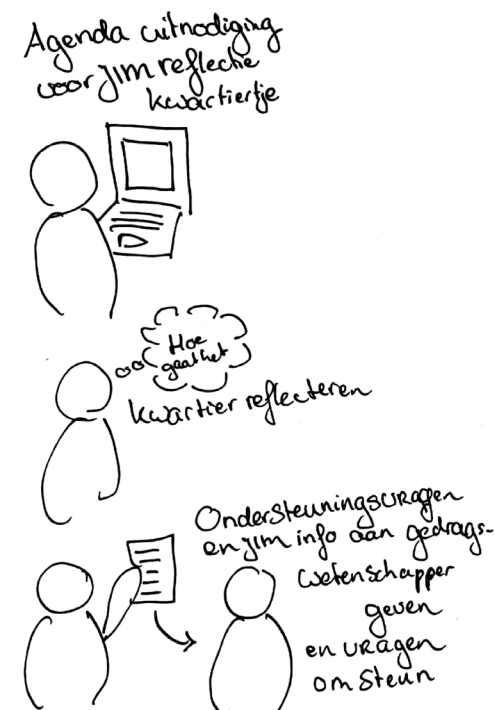 Agenda uitnodiging
voor jim reflectie
kwartiertje
Hoe
gaat het
kwartier reflecteren
Ondersteuningsvragen
en jim info aan gedrags-
wetenschapper
geven
en vragen
om steun